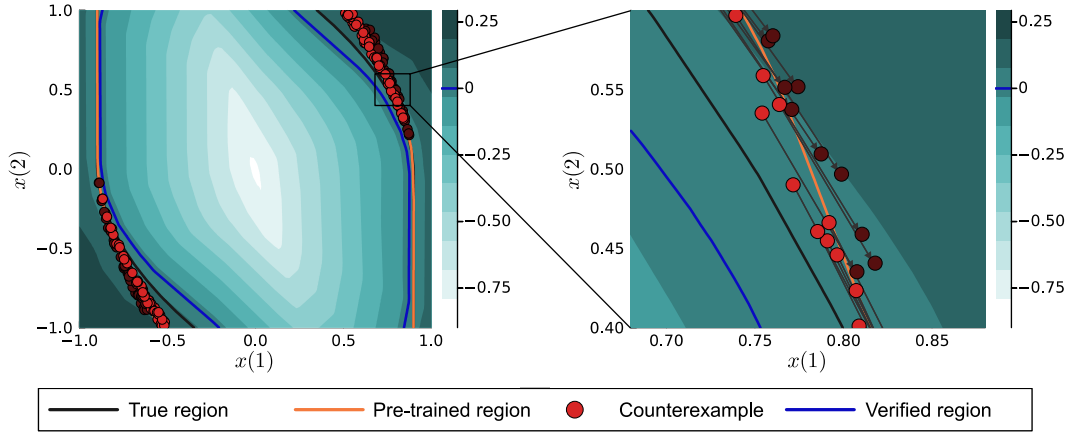 1.0
0.5
0.0
−0.5
−1.0
x(2)
−1.0 −0.5 0.0 0.5 1.0
x(1)
0.25
0
−0.25
−0.50
−0.75
0.60
0.55
0.50
0.45
0.40
x(2)
0.70 0.75 0.80 0.85
x(1)
0.25
0
−0.25
−0.50
−0.75
True region Pre-trained region Counterexample Verified region